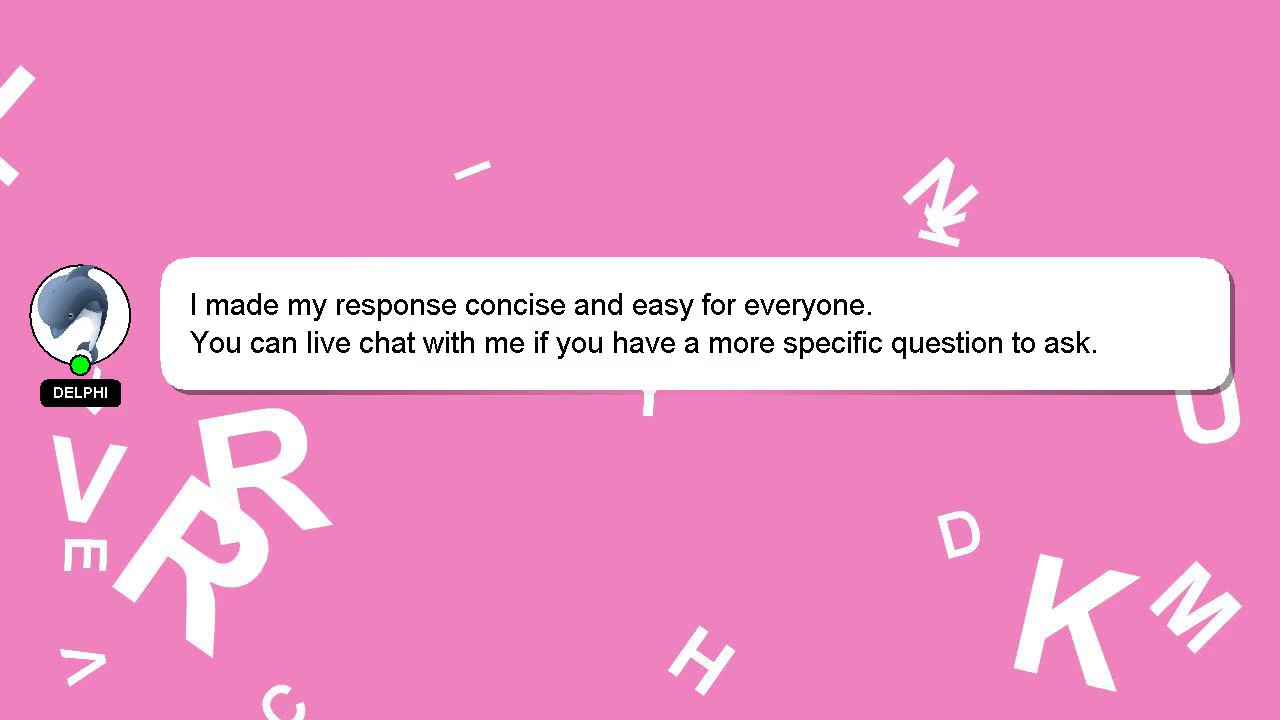 I
N
K
I made my response concise and easy for everyone.
You can live chat with me if you have a more specific question to ask.
DELPHI
Y
U
R
V
R
E
D
K
M
V
H
C